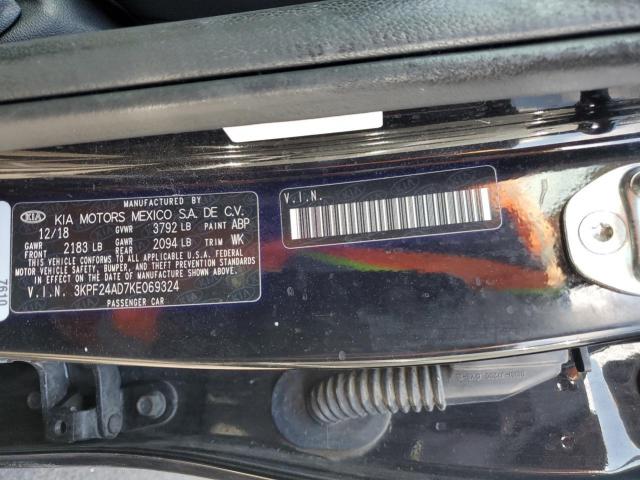 MANUFACTURED BY
KIA KIA MOTORS MEXICO S.A. DE C.V.
12/18 GVWR 3792 LB PAINT ABP
GAWR FRONT 2183 LB GAWR REAR 2094 LB TRIM WK
THIS VEHICLE CONFORMS TO ALL APPLICABLE U.S.A. FEDERAL
MOTOR VEHICLE SAFETY, BUMPER, AND THEFT PREVENTION STANDARDS
IN EFFECT ON THE DATE OF MANUFACTURE SHOWN ABOVE.
V.I.N. 3KPF24AD7KE069324
PASSENGER CAR
V.I.N.
7610